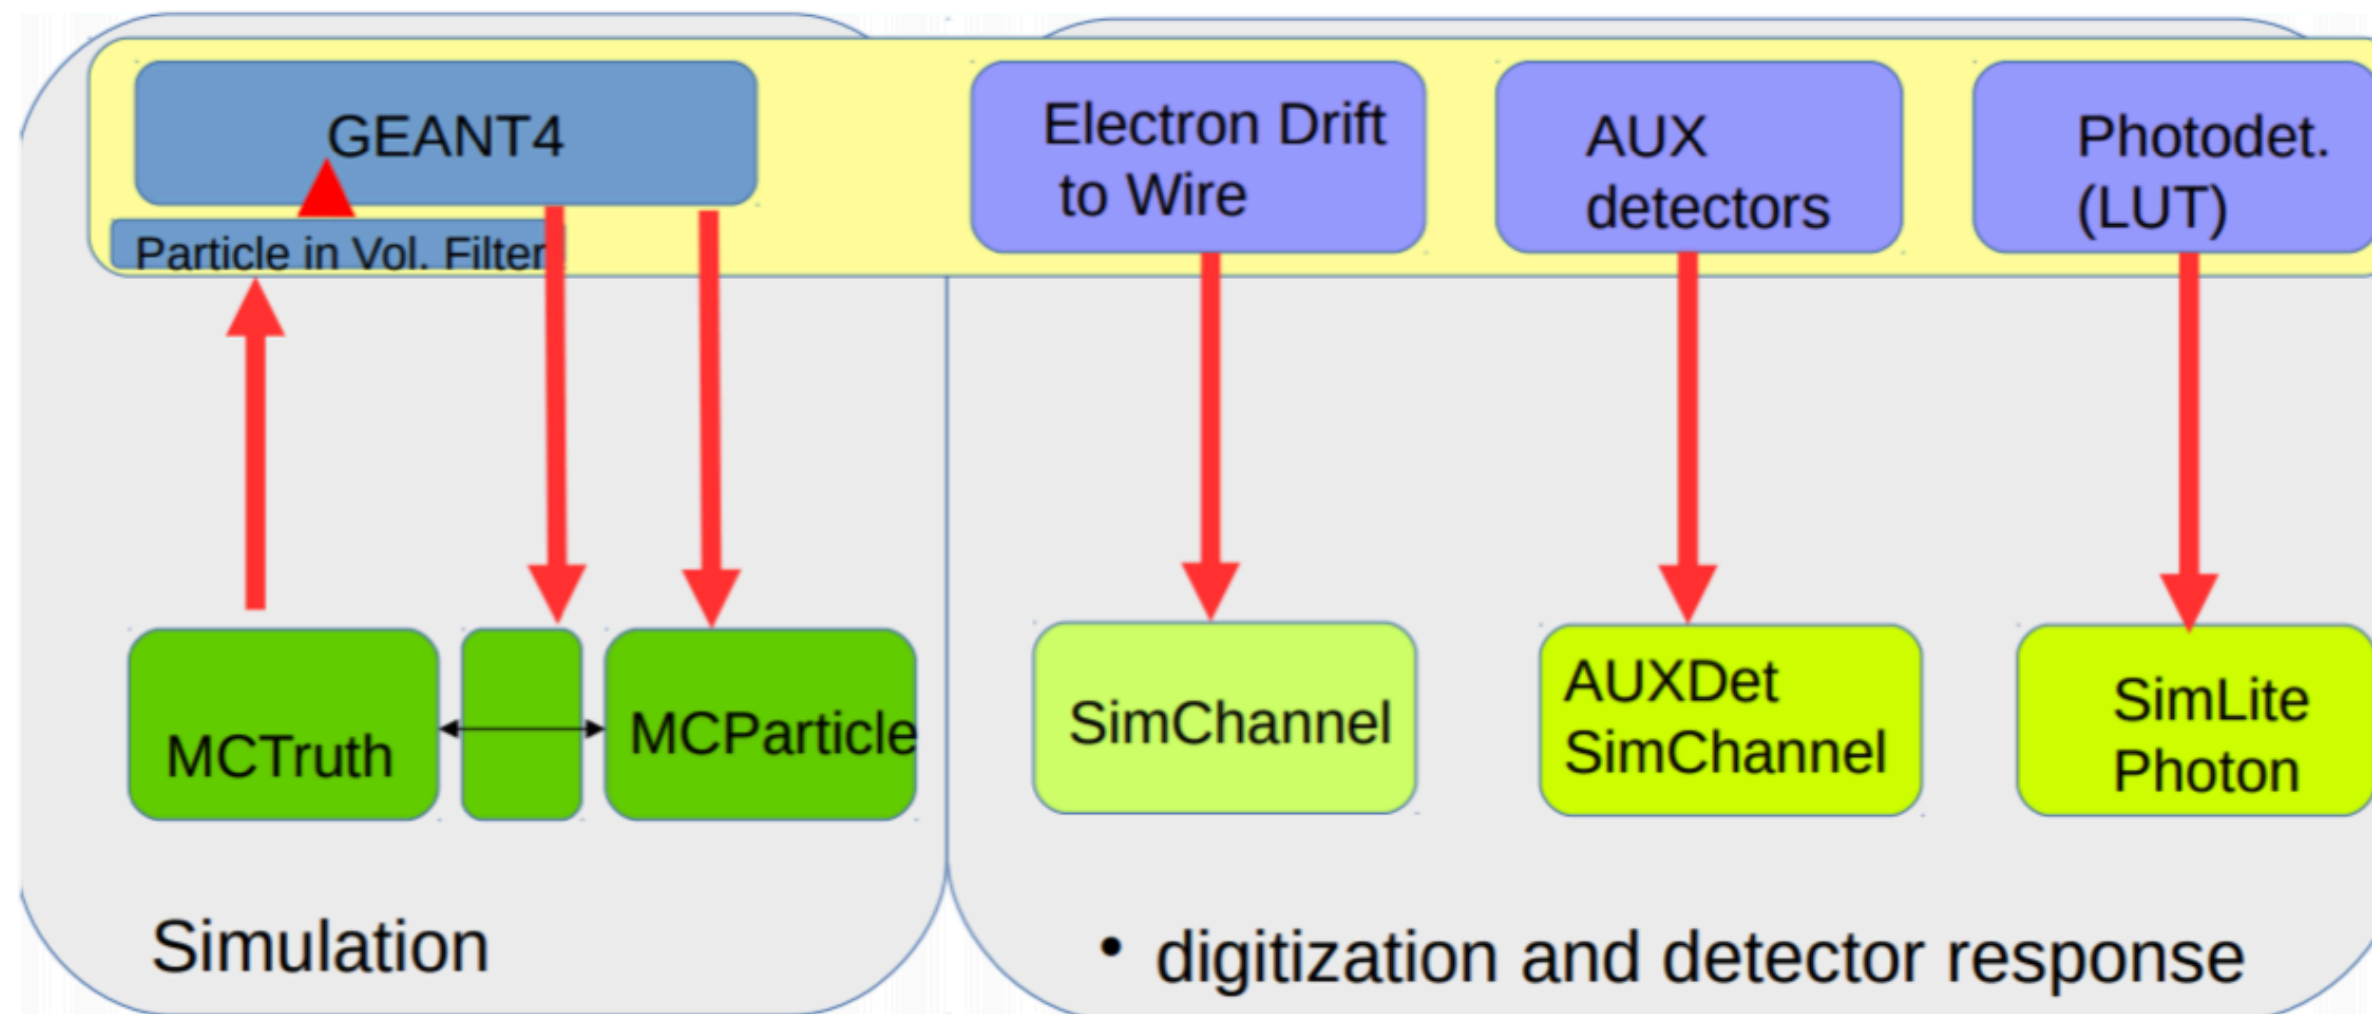 GEANT4
Particle in Vol. Filter
Electron Drift
to Wire
AUX
detectors
Photodet.
(LUT)
MCTruth
MCParticle
SimChannel
AUXDet
SimChannel
SimLite
Photon
Simulation
• digitization and detector response